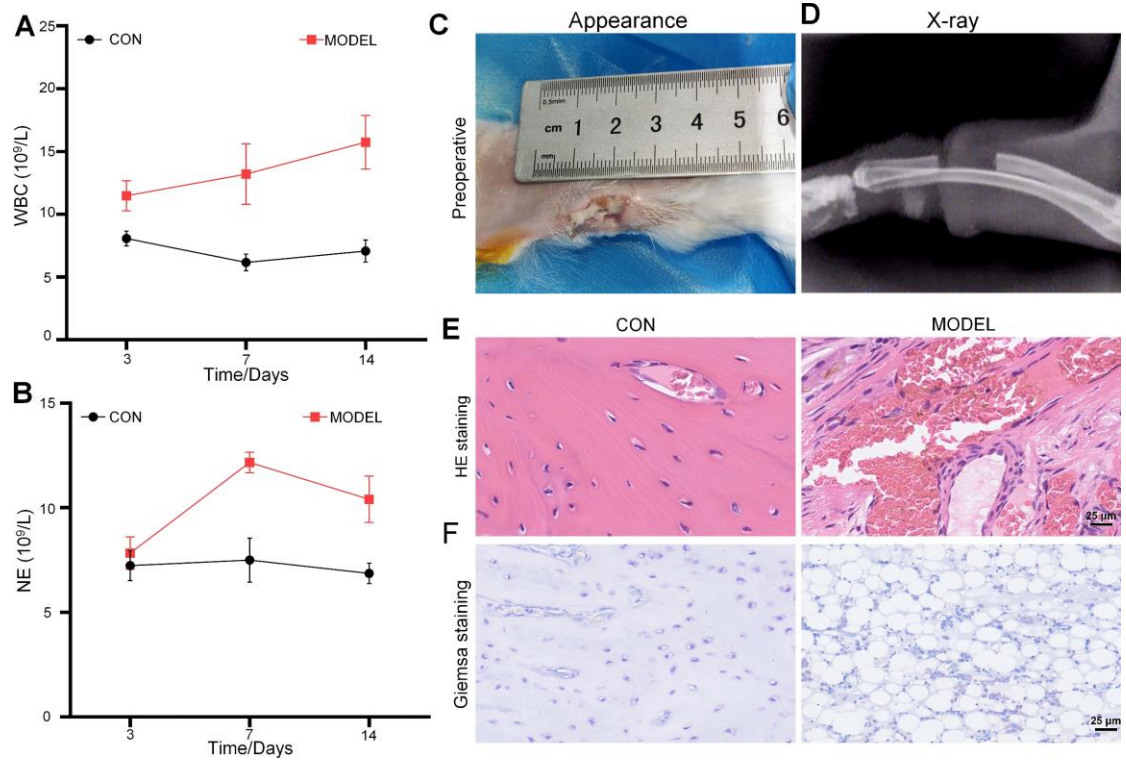 A
CON
MODEL
WBC (10⁹/L)
25
20
15
10
5
0
3
7
14
Time/Days
B
CON
MODEL
NE (10⁹/L)
15
10
5
0
3
7
14
Time/Days
C
Appearance
Preoperative
0.5mm
cm 1 2 3 4 5 6
mm
D
X-ray
E
CON
MODEL
HE staining
25 μm
F
Giemsa staining
25 μm